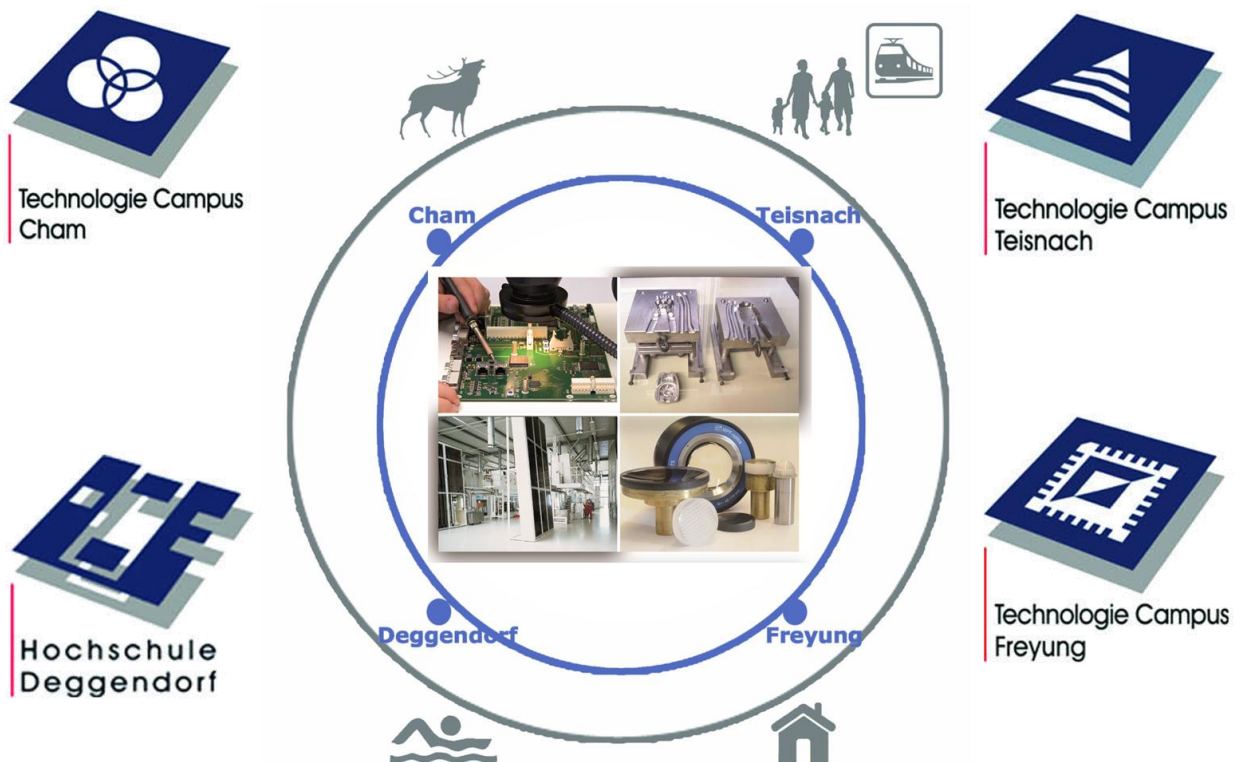 Technologie Campus
Cham
Technologie Campus
Teisnach
Cham
Teisnach
Deggendorf
Freyung
Hochschule
Deggendorf
Technologie Campus
Freyung